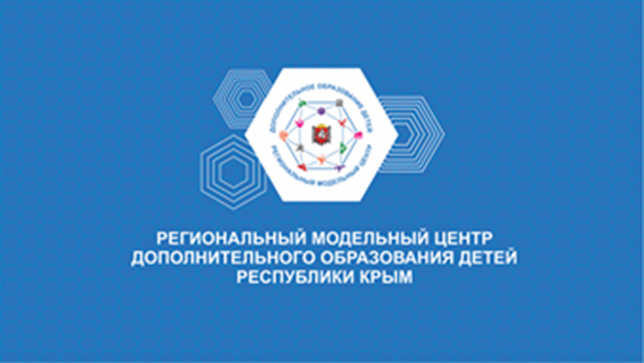 ДОПОЛНИТЕЛЬНОЕ ОБРАЗОВАНИЕ ДЕТЕЙ
РЕГИОНАЛЬНЫЙ МОДЕЛЬНЫЙ ЦЕНТР
РЕГИОНАЛЬНЫЙ МОДЕЛЬНЫЙ ЦЕНТР
ДОПОЛНИТЕЛЬНОГО ОБРАЗОВАНИЯ ДЕТЕЙ
РЕСПУБЛИКИ КРЫМ